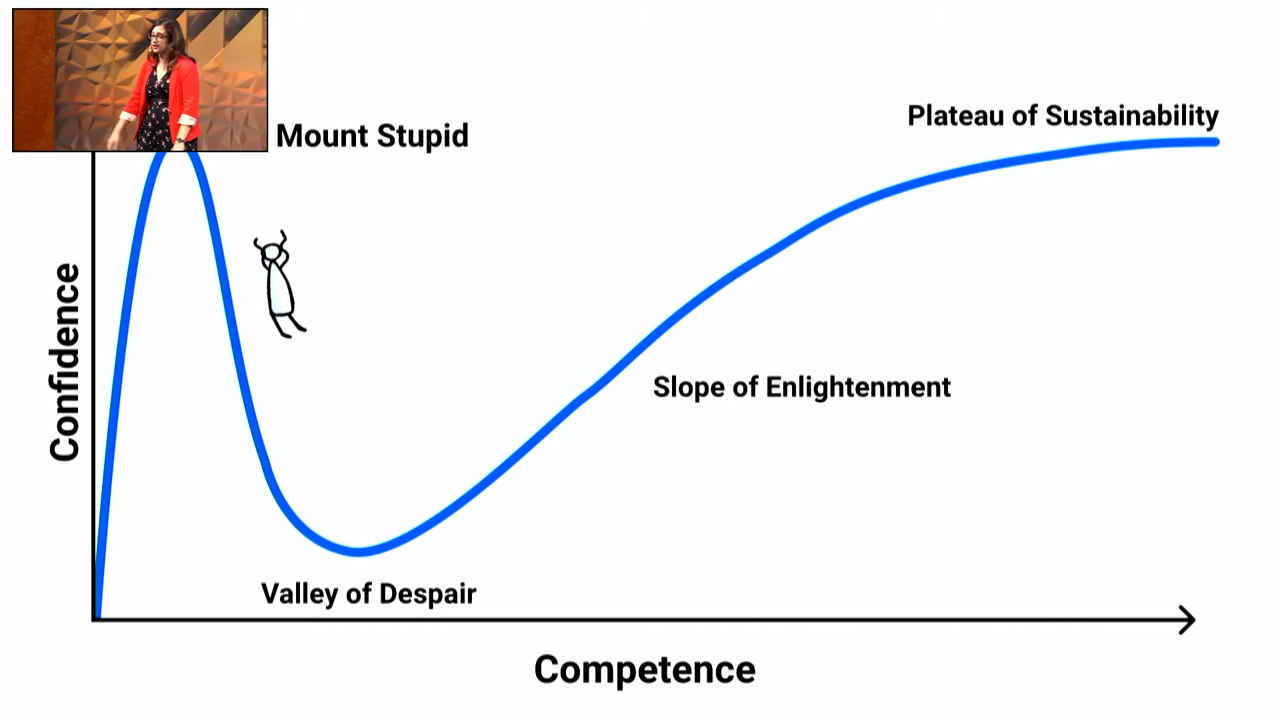 Mount Stupid
Plateau of Sustainability
Confidence
Slope of Enlightenment
Valley of Despair
Competence